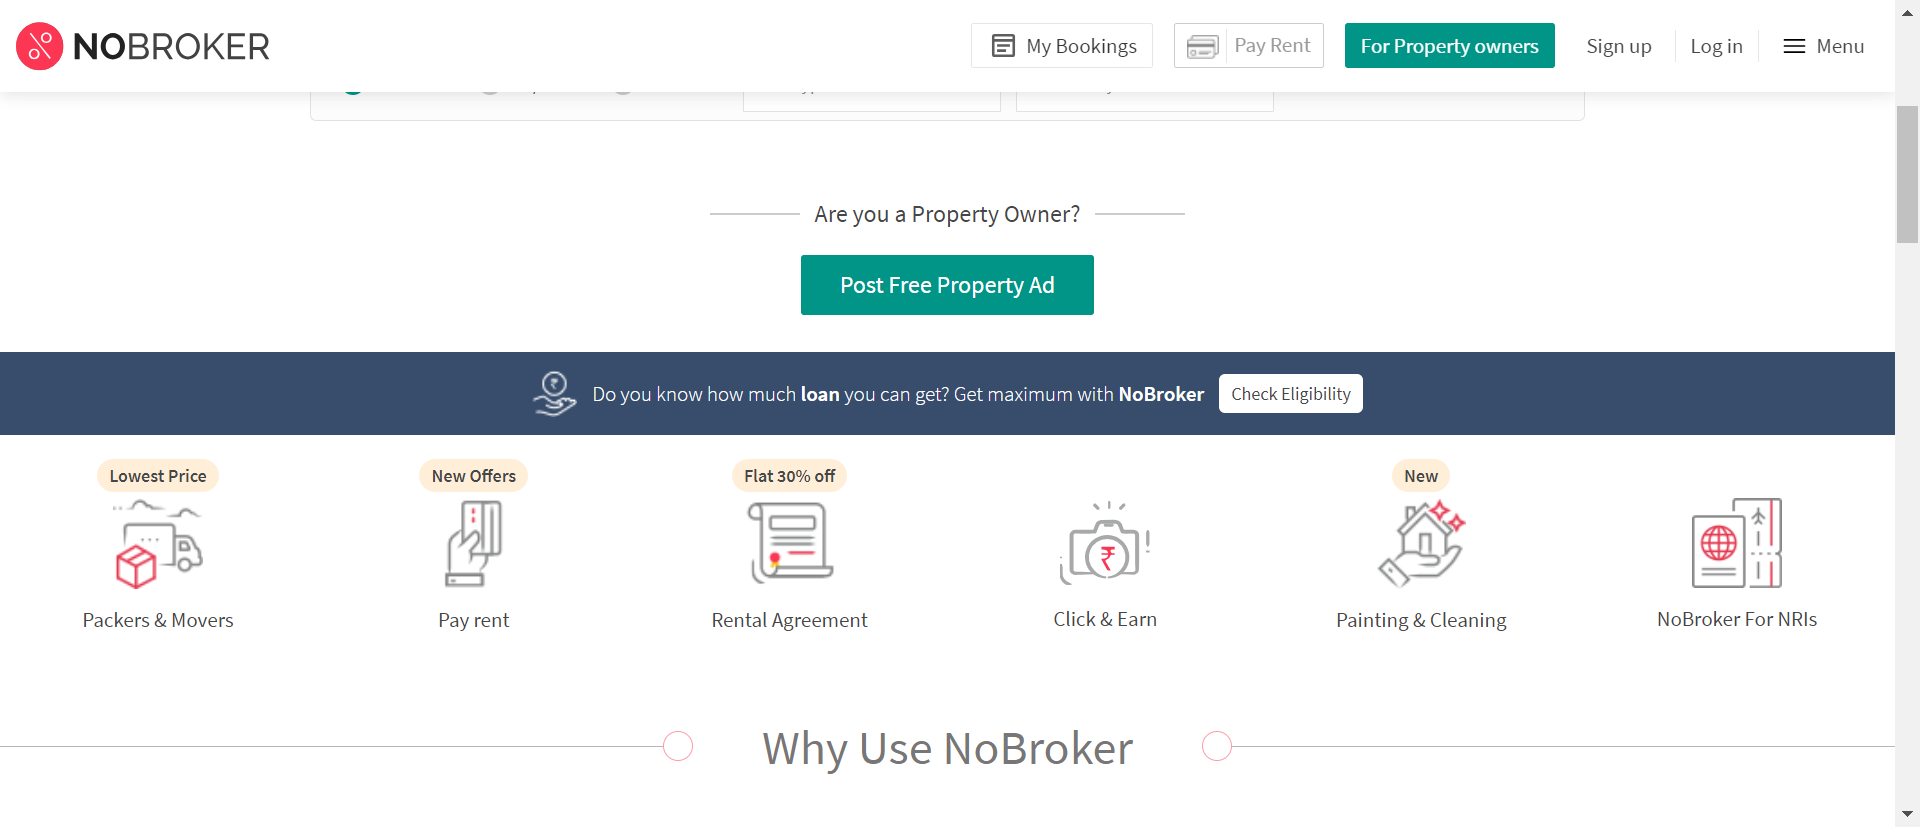 NOBROKER
My Bookings
Pay Rent
For Property owners
Sign up
Log in
Menu
Are you a Property Owner?
Post Free Property Ad
Do you know how much loan you can get? Get maximum with NoBroker
Check Eligibility
Lowest Price
New Offers
Flat 30% off
New
Packers & Movers
Pay rent
Rental Agreement
Click & Earn
Painting & Cleaning
NoBroker For NRIs
Why Use NoBroker